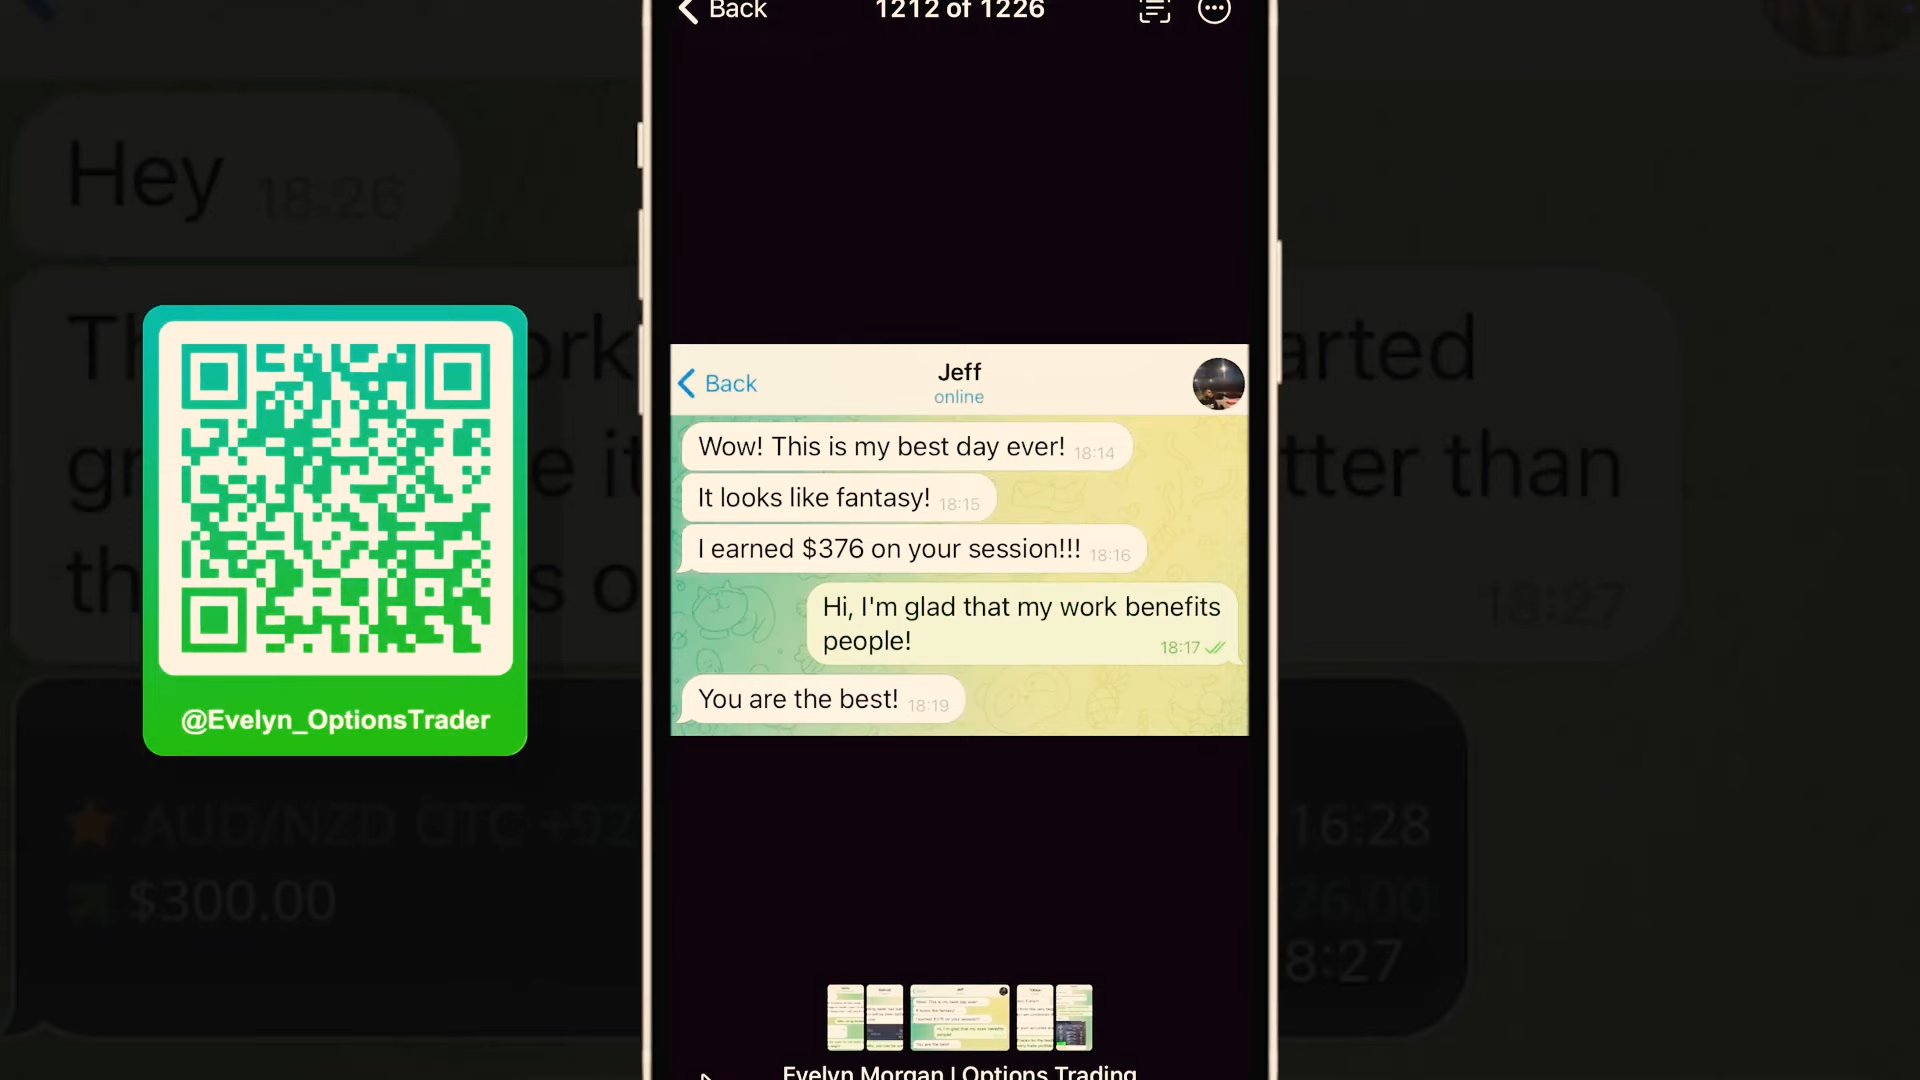 Back
1212 of 1226
Hey 18:26
arted
tter than
18:27
@Evelyn_OptionsTrader
Back
Jeff
online
Wow! This is my best day ever! 18:14
It looks like fantasy! 18:15
I earned $376 on your session!!! 18:16
Hi, I'm glad that my work benefits
people!
18:17
You are the best! 18:19
AUD/NZD OTC +92
16:28
$300.00
8:27
Evelyn Morgan | Options Trading